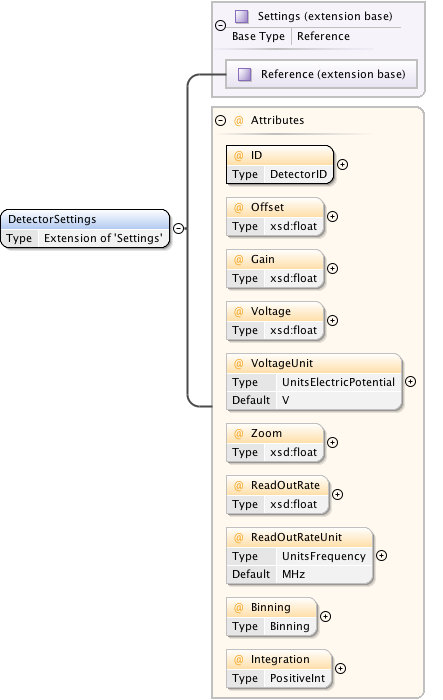 Settings (extension base)
Base Type Reference
Reference (extension base)
@ Attributes
@ ID
Type DetectorID
@ Offset
Type xsd:float
DetectorSettings
Type Extension of 'Settings'
@ Gain
Type xsd:float
@ Voltage
Type xsd:float
@ VoltageUnit
Type UnitsElectricPotential
Default V
@ Zoom
Type xsd:float
@ ReadOutRate
Type xsd:float
@ ReadOutRateUnit
Type UnitsFrequency
Default MHz
@ Binning
Type Binning
@ Integration
Type PositiveInt